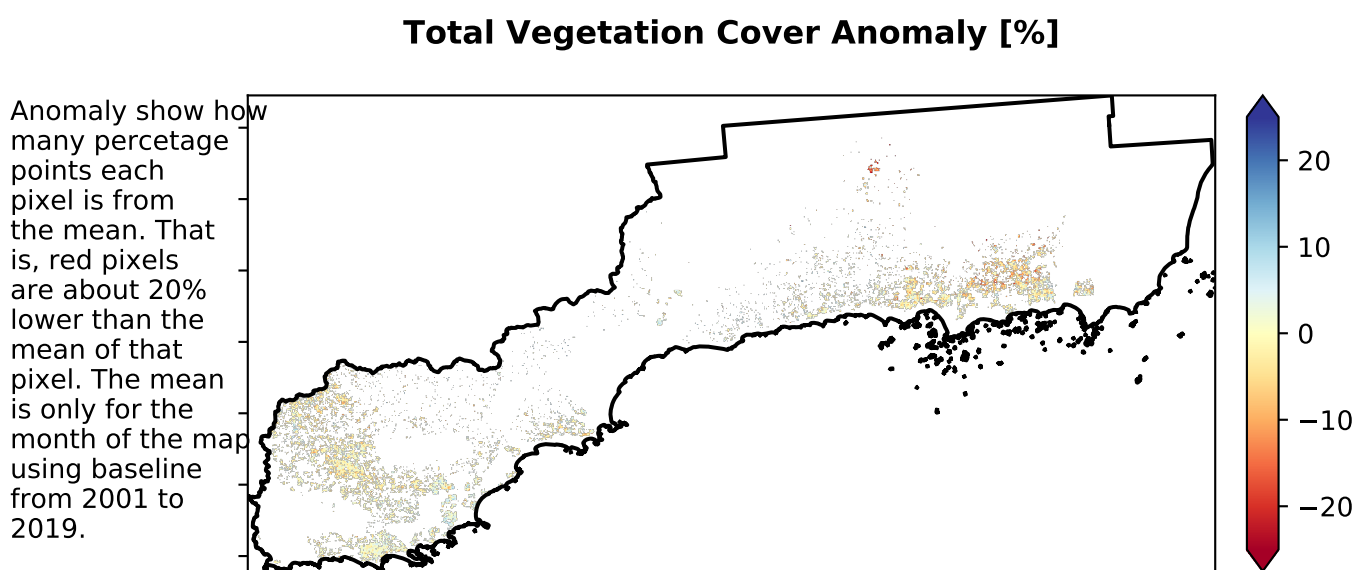 Total Vegetation Cover Anomaly [%]
Anomaly show how
many percetage
points each
pixel is from
the mean. That
is, red pixels
are about 20%
lower than the
mean of that
pixel. The mean
is only for the
month of the map
using baseline
from 2001 to
2019.
20
10
0
−10
−20